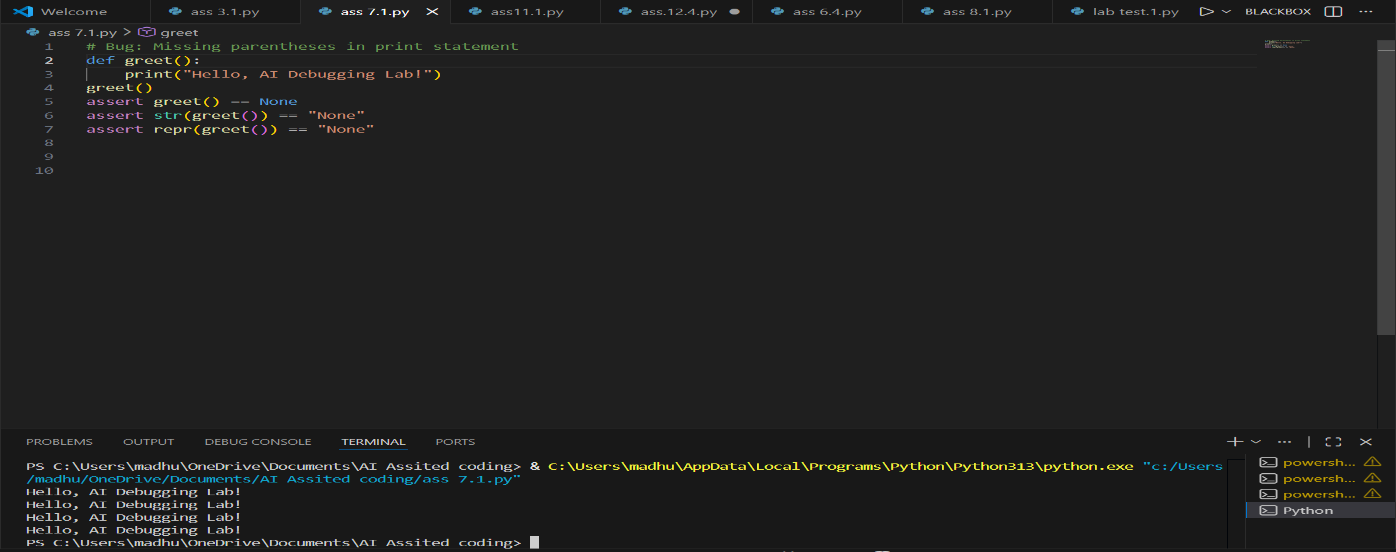 Welcome ass 3.1.py ass 7.1.py ass11.1.py ass.12.4.py ass 6.4.py ass 8.1.py lab test.1.py BLACKBOX
ass 7.1.py > greet
1 # Bug: Missing parentheses in print statement
2 def greet():
3 print("Hello, AI Debugging Lab!")
4 greet()
5 assert greet() == None
6 assert str(greet()) == "None"
7 assert repr(greet()) == "None"
8
9
10
PROBLEMS OUTPUT DEBUG CONSOLE TERMINAL PORTS
PS C:\Users\madhu\OneDrive\Documents\AI Assited coding> & C:\Users\madhu\AppData\Local\Programs\Python\Python313\python.exe "c:/Users
/madhu/OneDrive/Documents/AI Assited coding/ass 7.1.py"
Hello, AI Debugging Lab!
Hello, AI Debugging Lab!
Hello, AI Debugging Lab!
Hello, AI Debugging Lab!
PS C:\Users\madhu\OneDrive\Documents\AI Assited coding>
powersh...
powersh...
powersh...
Python